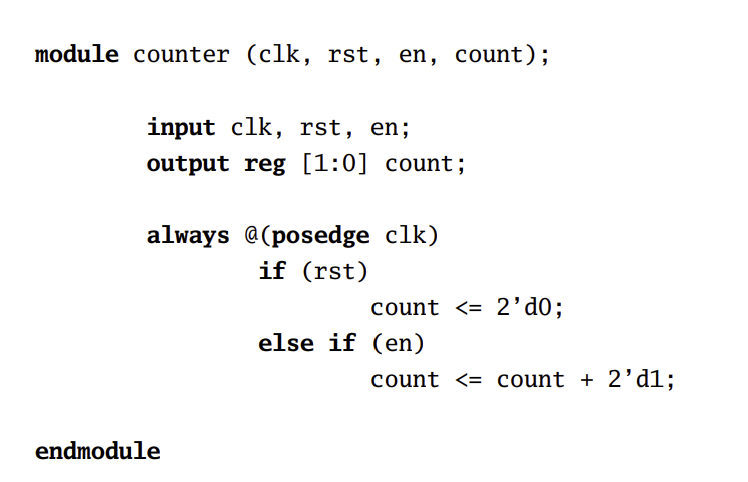 module counter (clk, rst, en, count);
input clk, rst, en;
output reg [1:0] count;
always @(posedge clk)
if (rst)
count <= 2’d0;
else if (en)
count <= count + 2’d1;
endmodule